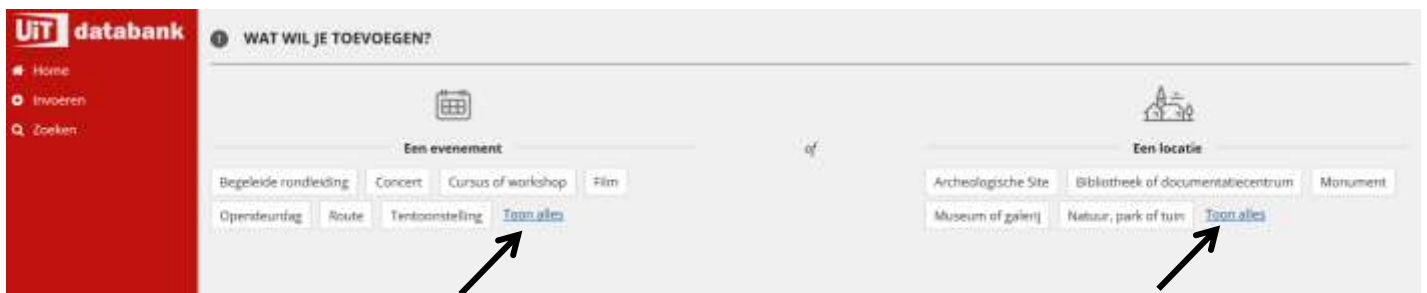 UiT databank
Home
Invoeren
Zoeken
1 WAT WIL JE TOEVOEGEN?
Een evenement
of
Een locatie
Begeleide rondleiding Concert Cursus of workshop Film
Opendeurdag Route Tentoonstelling Toon alles
Archeologische Site Bibliotheek of documentatiecentrum Monument
Museum of galerij Natuur, park of tuin Toon alles